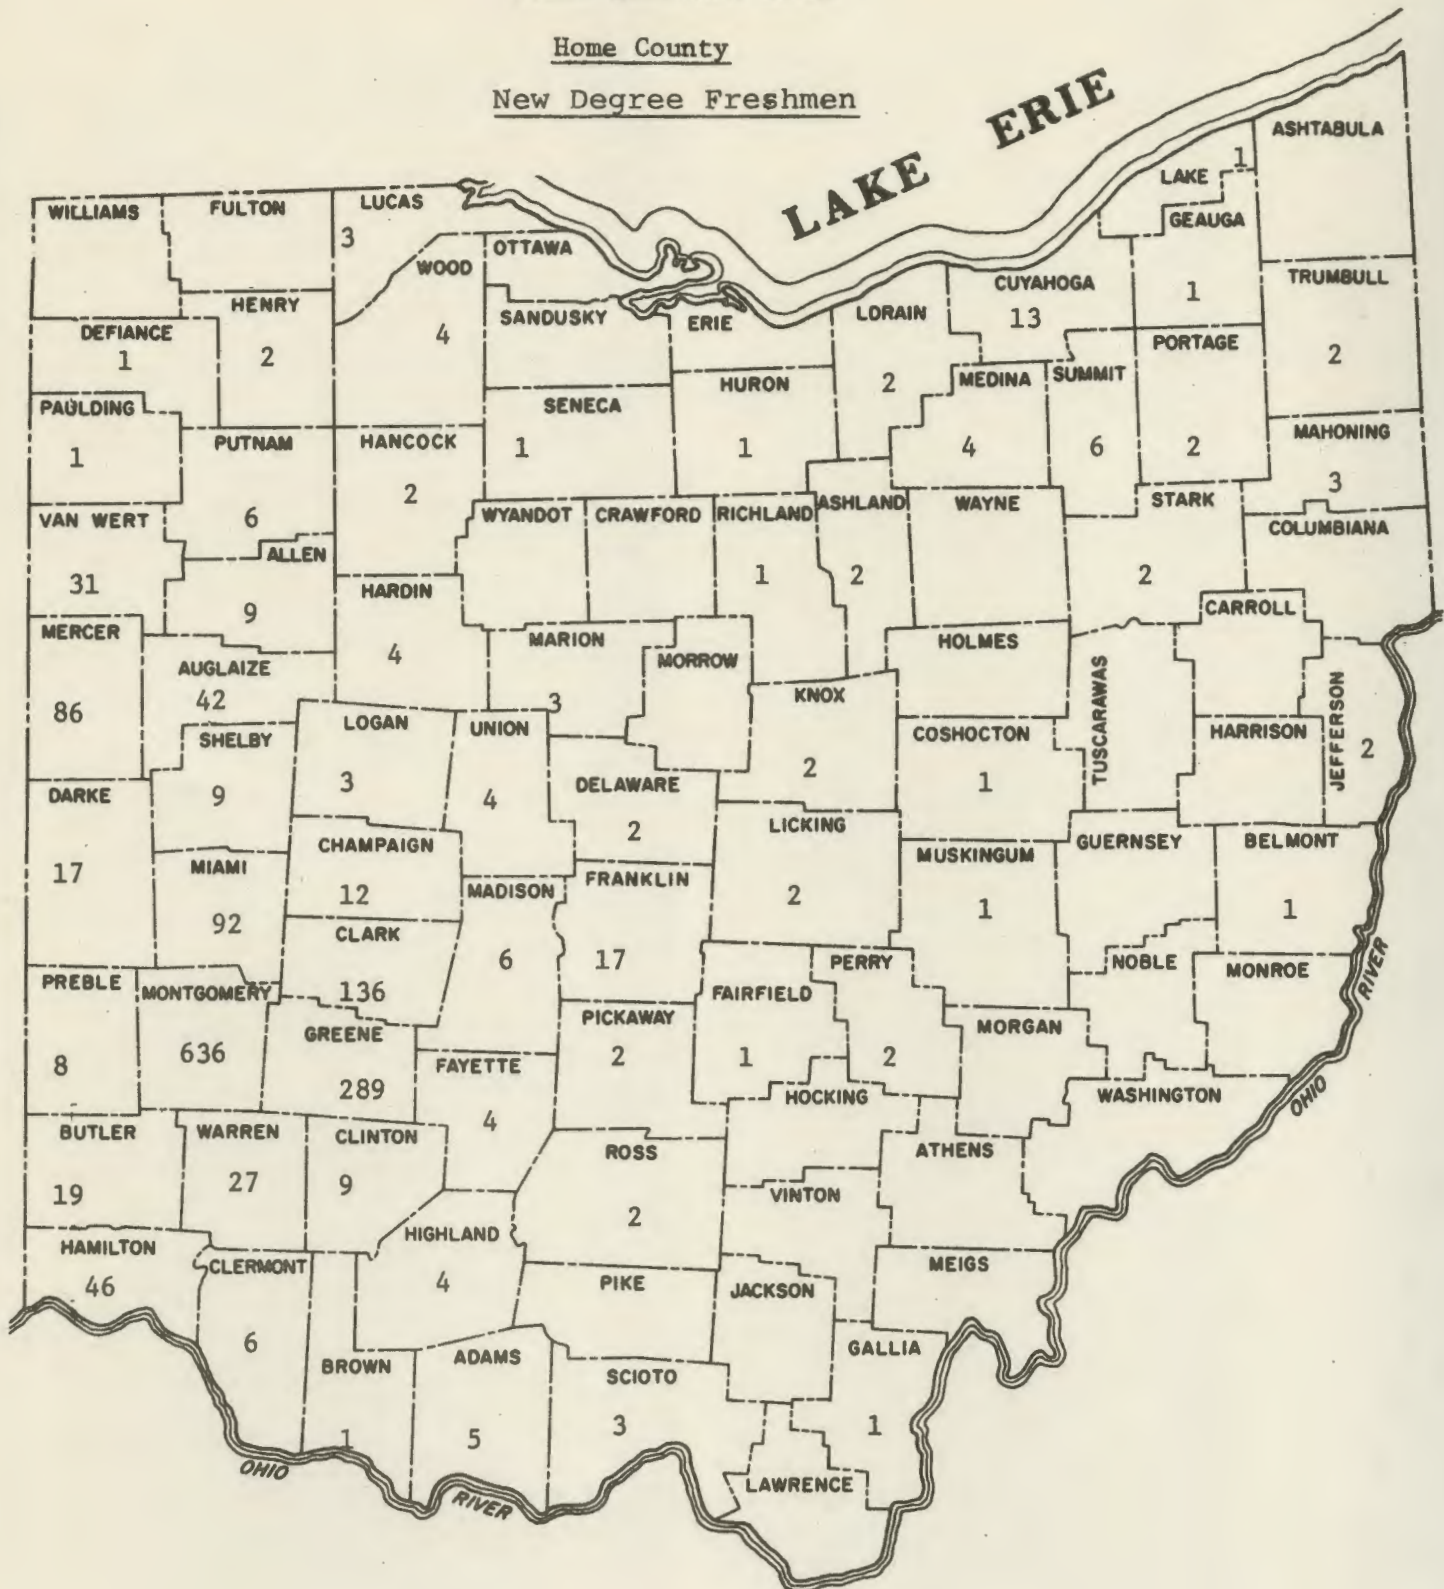 Home County
New Degree Freshmen
LAKE ERIE
ASHTABULA
LAKE 1
GEAUGA
1
WILLIAMS
FULTON
LUCAS
3
WOOD
4
OTTAWA
SANDUSKY
ERIE
LORAIN
2
CUYAHOGA
13
TRUMBULL
2
HENRY
2
DEFIANCE
1
PAULDING
1
PUTNAM
6
HANCOCK
2
SENECA
1
HURON
1
MEDINA
4
SUMMIT
6
PORTAGE
2
MAHONING
3
VAN WERT
31
ALLEN
9
HARDIN
4
WYANDOT
CRAWFORD
RICHLAND
1
ASHLAND
2
WAYNE
STARK
2
COLUMBIANA
CARROLL
MERCER
86
AUGLAIZE
42
MARION
3
MORROW
KNOX
2
HOLMES
TUSCARAWAS
HARRISON
JEFFERSON
2
SHELBY
9
LOGAN
3
UNION
4
DELAWARE
2
COSHOCTON
1
DARKE
17
MIAMI
92
CHAMPAIGN
12
CLARK
136
MADISON
6
FRANKLIN
17
LICKING
2
MUSKINGUM
1
GUERNSEY
BELMONT
1
PREBLE
8
MONTGOMERY
636
GREENE
289
FAYETTE
4
PICKAWAY
2
FAIRFIELD
1
PERRY
2
MORGAN
NOBLE
MONROE
HOCKING
WASHINGTON
OHIO RIVER
BUTLER
19
WARREN
27
CLINTON
9
ROSS
2
VINTON
ATHENS
HAMILTON
46
CLERMONT
6
HIGHLAND
4
PIKE
JACKSON
MEIGS
BROWN
1
ADAMS
5
SCIOTO
3
GALLIA
1
LAWRENCE
OHIO RIVER